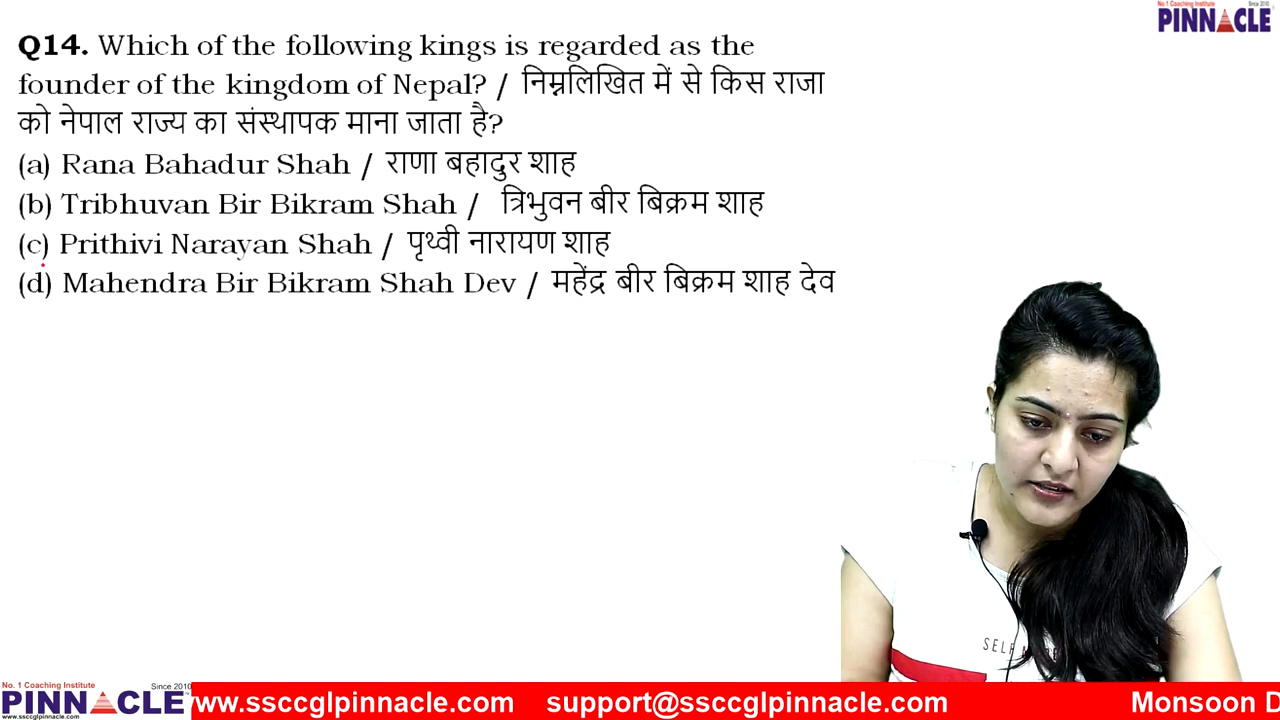 No.1 Coaching Institute Since 2010
PINNACLE
Q14. Which of the following kings is regarded as the
founder of the kingdom of Nepal? / निम्नलिखित में से किस राजा
को नेपाल राज्य का संस्थापक माना जाता है?
(a) Rana Bahadur Shah / राणा बहादुर शाह
(b) Tribhuvan Bir Bikram Shah / त्रिभुवन बीर बिक्रम शाह
(c) Prithivi Narayan Shah / पृथ्वी नारायण शाह
(d) Mahendra Bir Bikram Shah Dev / महेंद्र बीर बिक्रम शाह देव
No. 1 Coaching Institute Since 2010
PINNACLE
www.ssccglpinnacle.com
www.ssccglpinnacle.com support@ssccglpinnacle.com Monsoon D